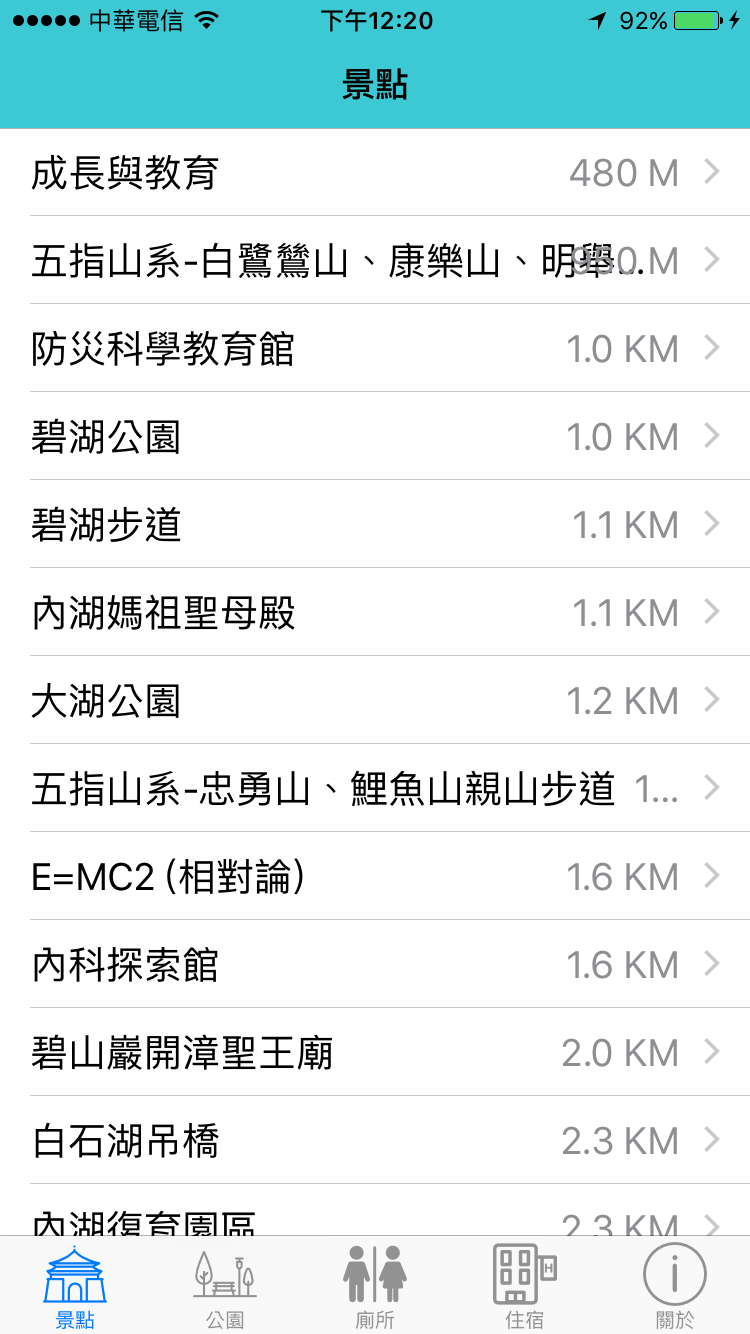 中華電信 下午12:20 92%
景點
成長與教育 480 M
五指山系-白鷺鷥山、康樂山、明舉... M
防災科學教育館 1.0 KM
碧湖公園 1.0 KM
碧湖步道 1.1 KM
內湖媽祖聖母殿 1.1 KM
大湖公園 1.2 KM
五指山系-忠勇山、鯉魚山親山步道 1...
E=MC2 (相對論) 1.6 KM
內科探索館 1.6 KM
碧山巖開漳聖王廟 2.0 KM
白石湖吊橋 2.3 KM
內湖復育園區 2.3 KM
H
景點 公園 廁所 住宿 關於